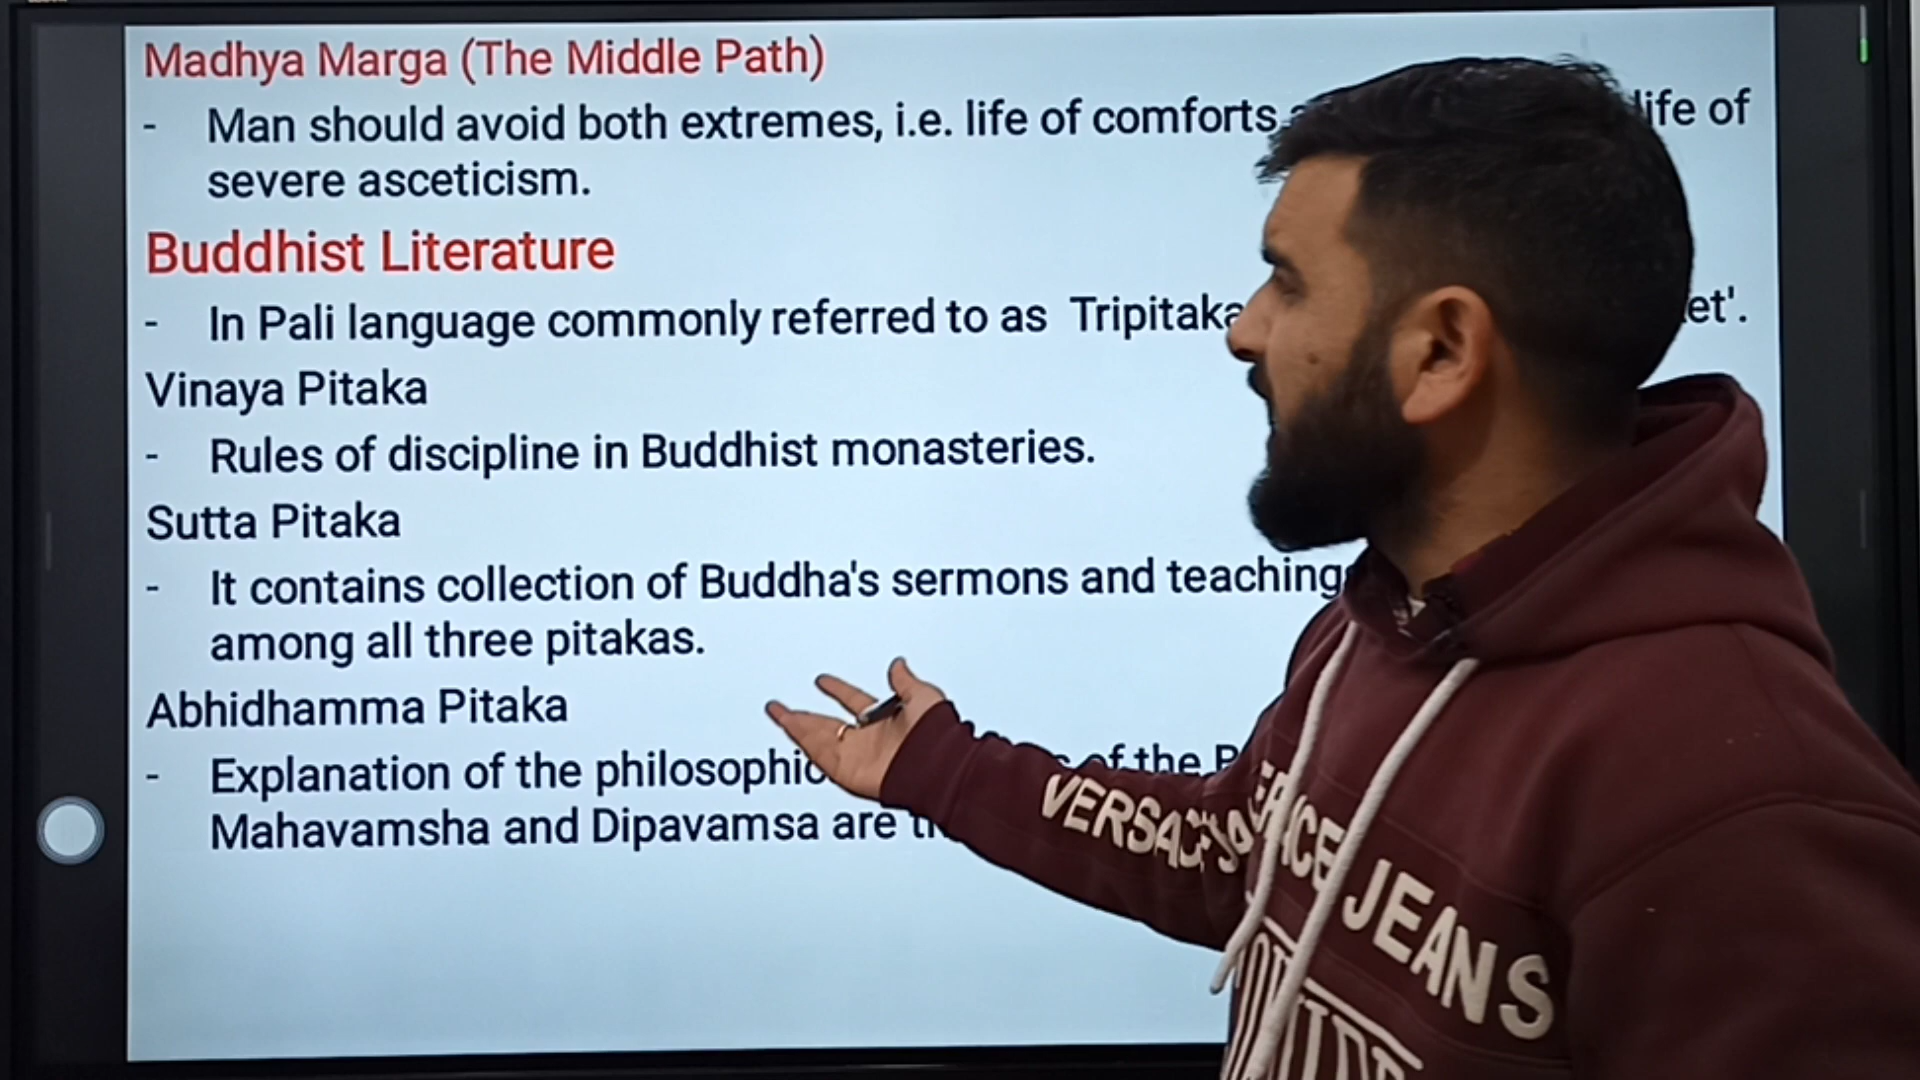 Madhya Marga (The Middle Path)
- Man should avoid both extremes, i.e. life of comforts life of
severe asceticism.
Buddhist Literature
- In Pali language commonly referred to as Tripitaka et'.
Vinaya Pitaka
- Rules of discipline in Buddhist monasteries.
Sutta Pitaka
- It contains collection of Buddha's sermons and teachings
among all three pitakas.
Abhidhamma Pitaka
- Explanation of the philosophic of the
Mahavamsha and Dipavamsa are
VERSACE JEANS